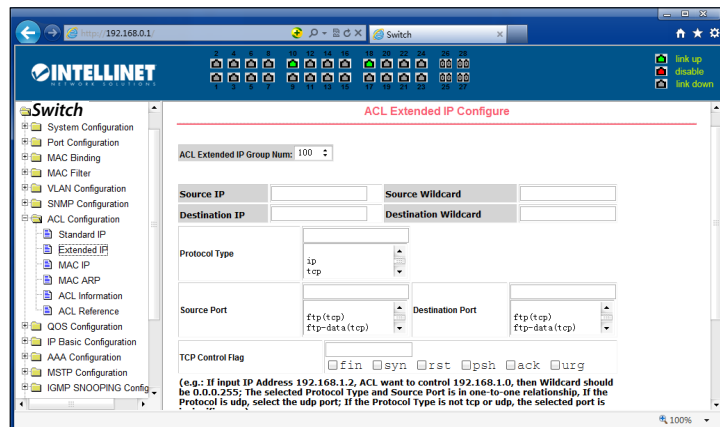 http://192.168.0.1/
Switch
INTELLINET
NETWORK SOLUTIONS
2 4 6 8 10 12 14 16 18 20 22 24 26 28
1 3 5 7 9 11 13 15 17 19 21 23 25 27
link up
disable
link down
Switch
System Configuration
Port Configuration
MAC Binding
MAC Filter
VLAN Configuration
SNMP Configuration
ACL Configuration
Standard IP
Extended IP
MAC IP
MAC ARP
ACL Information
ACL Reference
QOS Configuration
IP Basic Configuration
AAA Configuration
MSTP Configuration
IGMP SNOOPING Config
ACL Extended IP Configure
ACL Extended IP Group Num: 100
Source IP Source Wildcard
Destination IP Destination Wildcard
Protocol Type
ip
tcp
Source Port
ftp(tcp)
ftp-data(tcp)
Destination Port
ftp(tcp)
ftp-data(tcp)
TCP Control Flag
fin syn rst psh ack urg
(e.g.: If input IP Address 192.168.1.2, ACL want to control 192.168.1.0, then Wildcard should
be 0.0.0.255; The selected Protocol Type and Source Port is in one-to-one relationship, If the
Protocol is udp, select the udp port; If the Protocol Type is not tcp or udp, the selected port is
100%